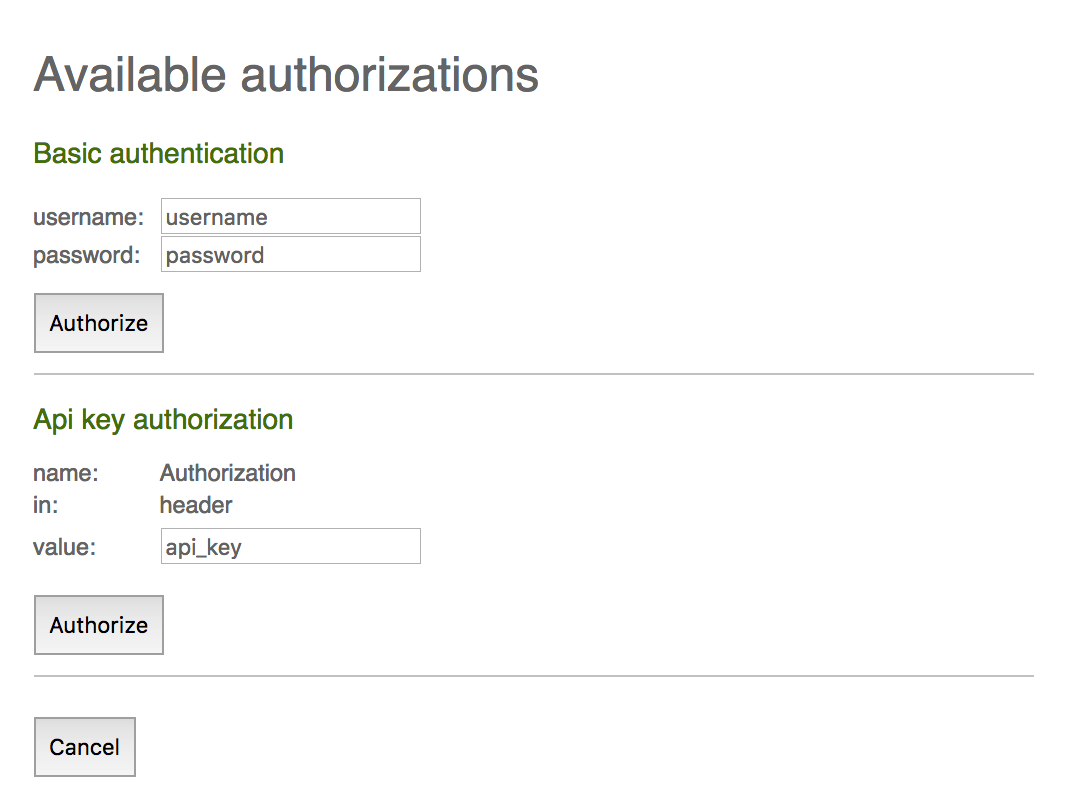 Available authorizations
Basic authentication
username: username
password: password
Authorize
Api key authorization
name: Authorization
in: header
value: api_key
Authorize
Cancel